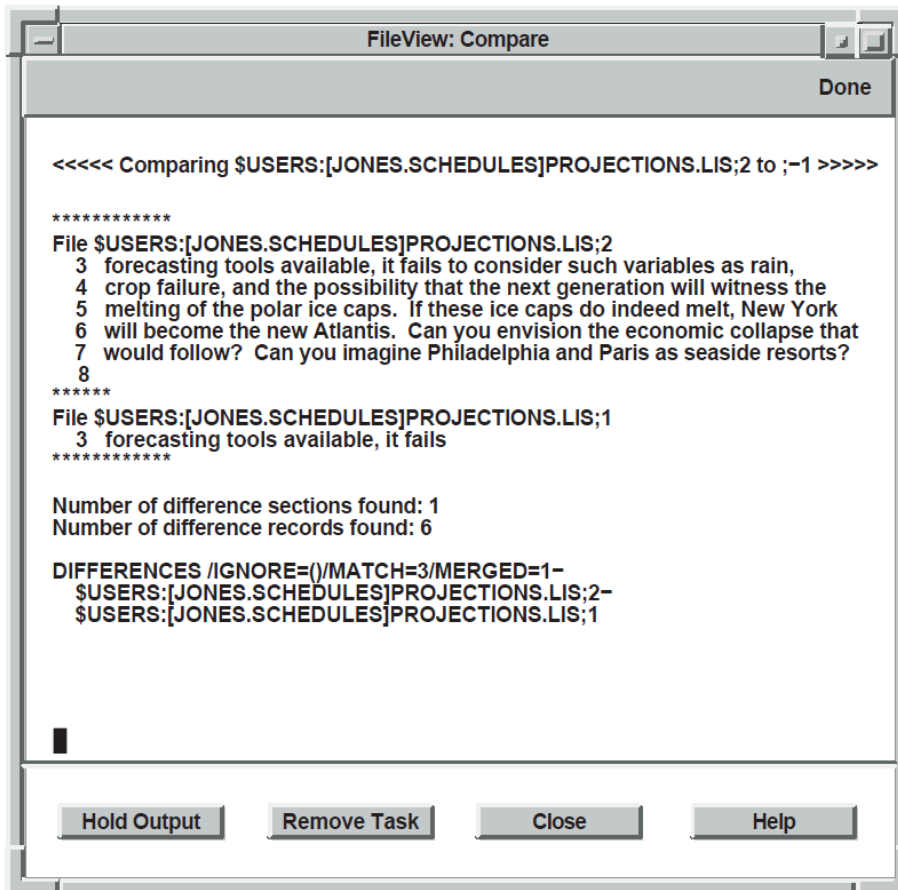 FileView: Compare
Done
<<<<< Comparing $USERS:[JONES.SCHEDULES]PROJECTIONS.LIS;2 to ;−1 >>>>>
************
File $USERS:[JONES.SCHEDULES]PROJECTIONS.LIS;2
3 forecasting tools available, it fails to consider such variables as rain,
4 crop failure, and the possibility that the next generation will witness the
5 melting of the polar ice caps. If these ice caps do indeed melt, New York
6 will become the new Atlantis. Can you envision the economic collapse that
7 would follow? Can you imagine Philadelphia and Paris as seaside resorts?
8
******
File $USERS:[JONES.SCHEDULES]PROJECTIONS.LIS;1
3 forecasting tools available, it fails
************
Number of difference sections found: 1
Number of difference records found: 6
DIFFERENCES /IGNORE=()/MATCH=3/MERGED=1−
$USERS:[JONES.SCHEDULES]PROJECTIONS.LIS;2−
$USERS:[JONES.SCHEDULES]PROJECTIONS.LIS;1
Hold Output Remove Task Close Help